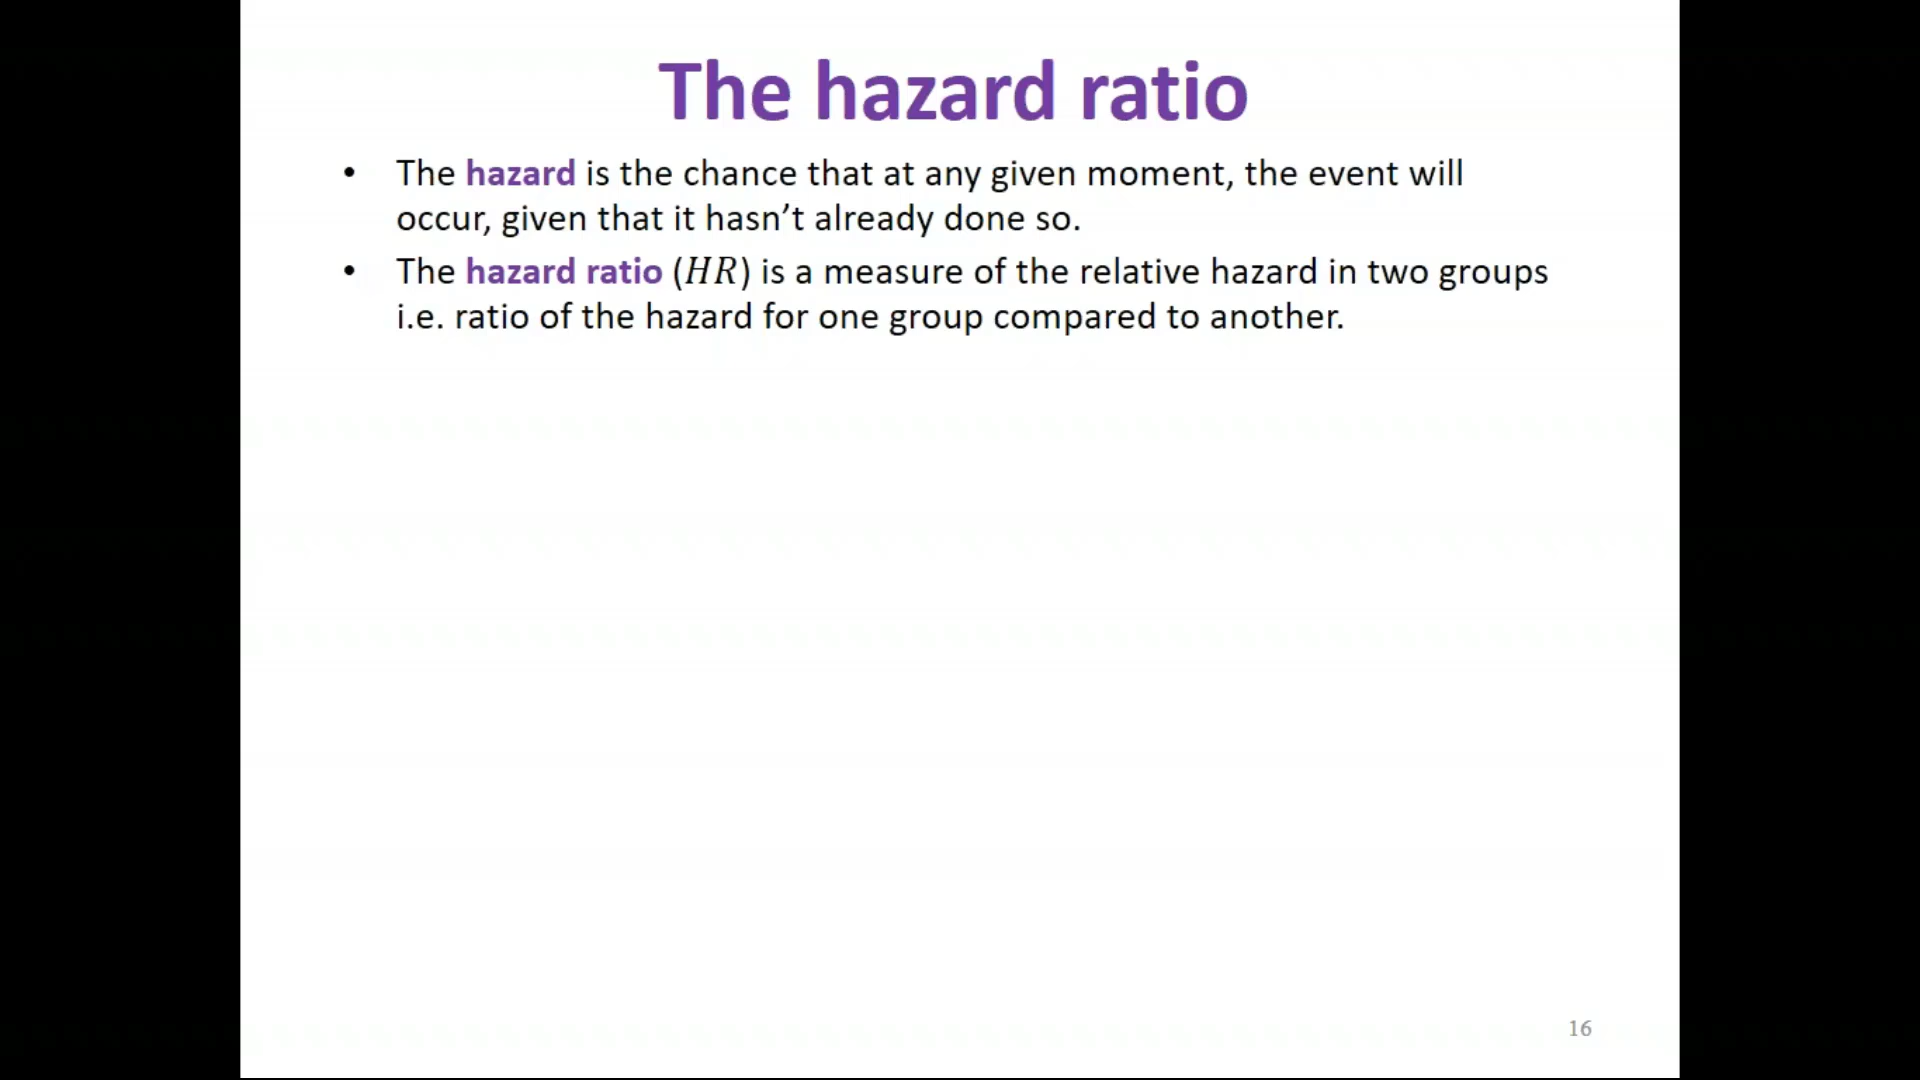 The hazard ratio
• The hazard is the chance that at any given moment, the event will
occur, given that it hasn’t already done so.
• The hazard ratio (HR) is a measure of the relative hazard in two groups
i.e. ratio of the hazard for one group compared to another.
16